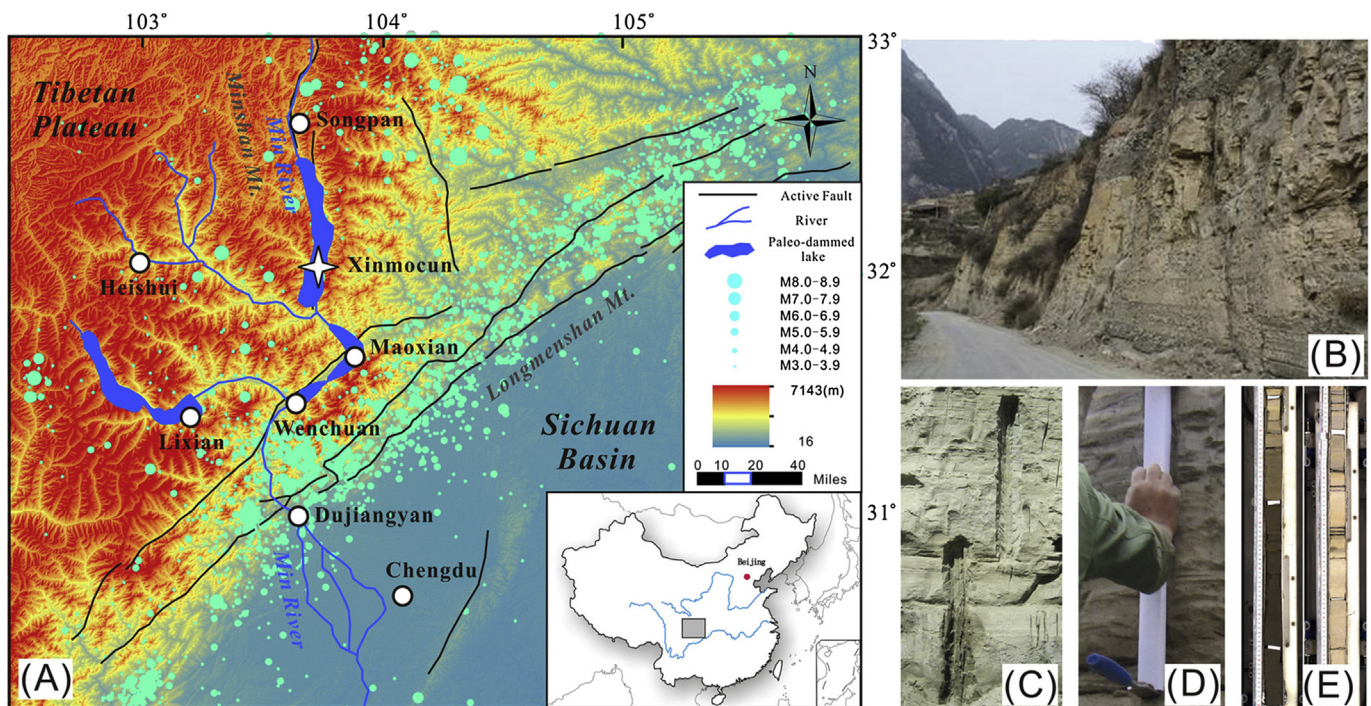 103°
104°
105°
33°
32°
31°
Tibetan
Plateau
Minshan Mt.
Min River
Songpan
Xinmocun
Heishui
Maoxian
Lixian
Wenchuan
Longmenshan Mt.
Sichuan
Basin
Dujiangyan
Chengdu
Min River
N
Active Fault
River
Paleo-dammed
lake
M8.0-8.9
M7.0-7.9
M6.0-6.9
M5.0-5.9
M4.0-4.9
M3.0-3.9
7143(m)
16
0 10 20 40
Miles
Beijing
(A)
(B)
(C)
(D)
(E)